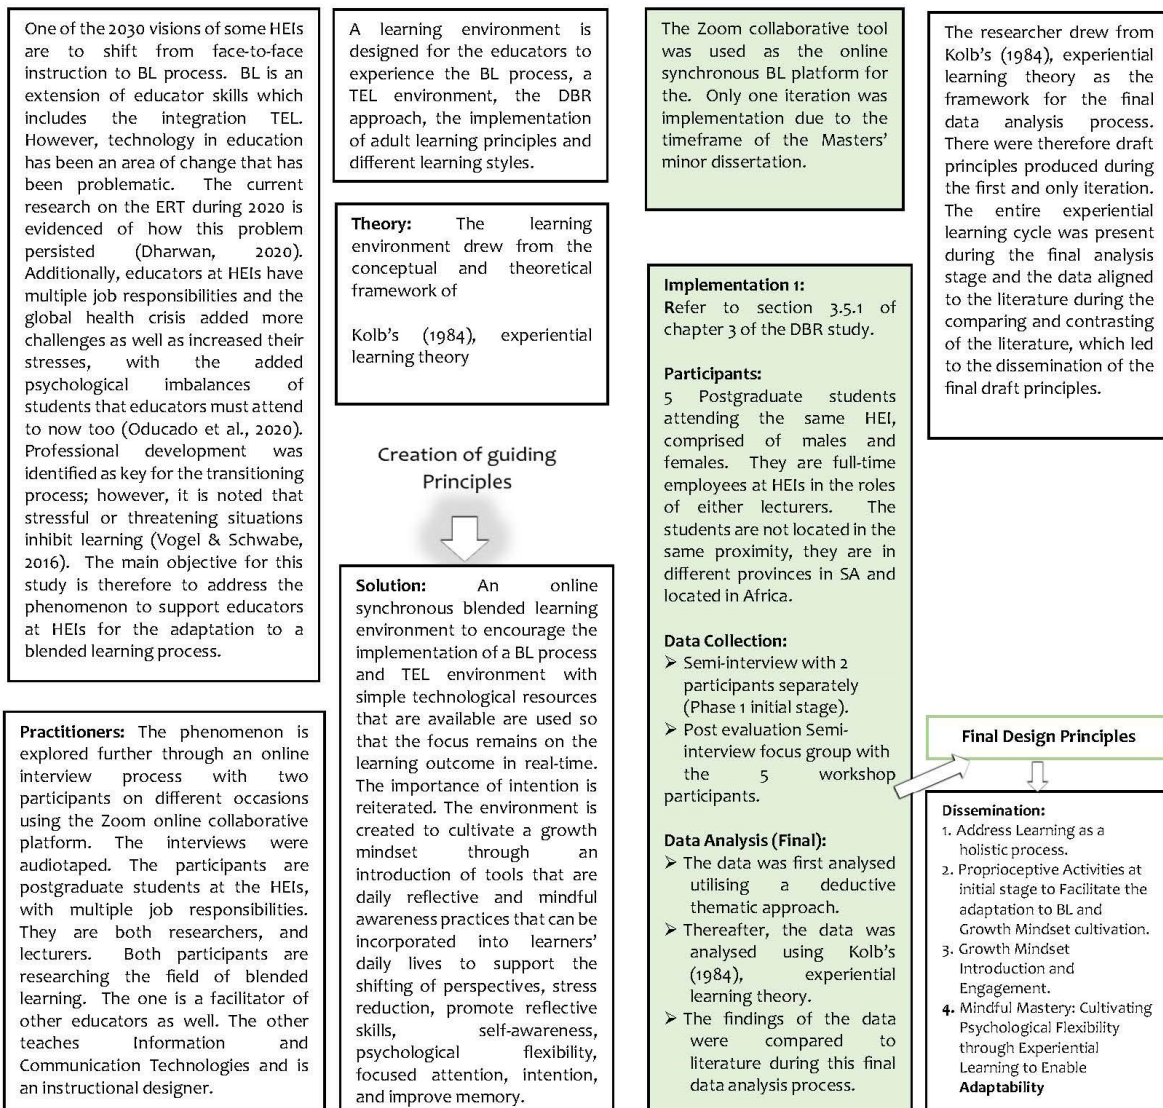 One of the 2030 visions of some HEIs
are to shift from face-to-face
instruction to BL process. BL is an
extension of educator skills which
includes the integration TEL.
However, technology in education
has been an area of change that has
been problematic. The current
research on the ERT during 2020 is
evidenced of how this problem
persisted (Dharwan, 2020).
Additionally, educators at HEIs have
multiple job responsibilities and the
global health crisis added more
challenges as well as increased their
stresses, with the added
psychological imbalances of
students that educators must attend
to now too (Oducado et al., 2020).
Professional development was
identified as key for the transitioning
process; however, it is noted that
stressful or threatening situations
inhibit learning (Vogel & Schwabe,
2016). The main objective for this
study is therefore to address the
phenomenon to support educators
at HEIs for the adaptation to a
blended learning process.
Practitioners: The phenomenon is
explored further through an online
interview process with two
participants on different occasions
using the Zoom online collaborative
platform. The interviews were
audiotaped. The participants are
postgraduate students at the HEIs,
with multiple job responsibilities.
They are both researchers, and
lecturers. Both participants are
researching the field of blended
learning. The one is a facilitator of
other educators as well. The other
teaches Information and
Communication Technologies and is
an instructional designer.
A learning environment is
designed for the educators to
experience the BL process, a
TEL environment, the DBR
approach, the implementation
of adult learning principles and
different learning styles.
Theory: The learning
environment drew from the
conceptual and theoretical
framework of
Kolb's (1984), experiential
learning theory
Creation of guiding
Principles
Solution: An online
synchronous blended learning
environment to encourage the
implementation of a BL process
and TEL environment with
simple technological resources
that are available are used so
that the focus remains on the
learning outcome in real-time.
The importance of intention is
reiterated. The environment is
created to cultivate a growth
mindset through an
introduction of tools that are
daily reflective and mindful
awareness practices that can be
incorporated into learners'
daily lives to support the
shifting of perspectives, stress
reduction, promote reflective
skills, self-awareness,
psychological flexibility,
focused attention, intention,
and improve memory.
The Zoom collaborative tool
was used as the online
synchronous BL platform for
the. Only one iteration was
implementation due to the
timeframe of the Masters'
minor dissertation.
Implementation 1:
Refer to section 3.5.1 of
chapter 3 of the DBR study.
Participants:
5 Postgraduate students
attending the same HEI,
comprised of males and
females. They are full-time
employees at HEIs in the roles
of either lecturers. The
students are not located in the
same proximity, they are in
different provinces in SA and
located in Africa.
Data Collection:
➢ Semi-interview with 2
participants separately
(Phase 1 initial stage).
➢ Post evaluation Semi-
interview focus group with
the 5 workshop
participants.
Data Analysis (Final):
➢ The data was first analysed
utilising a deductive
thematic approach.
➢ Thereafter, the data was
analysed using Kolb's
(1984), experiential
learning theory.
➢ The findings of the data
were compared to
literature during this final
data analysis process.
The researcher drew from
Kolb's (1984), experiential
learning theory as the
framework for the final
data analysis process.
There were therefore draft
principles produced during
the first and only iteration.
The entire experiential
learning cycle was present
during the final analysis
stage and the data aligned
to the literature during the
comparing and contrasting
of the literature, which led
to the dissemination of the
final draft principles.
Final Design Principles
Dissemination:
1. Address Learning as a
holistic process.
2. Proprioceptive Activities at
initial stage to Facilitate the
adaptation to BL and
Growth Mindset cultivation.
3. Growth Mindset
Introduction and
Engagement.
4. Mindful Mastery: Cultivating
Psychological Flexibility
through Experiential
Learning to Enable
Adaptability